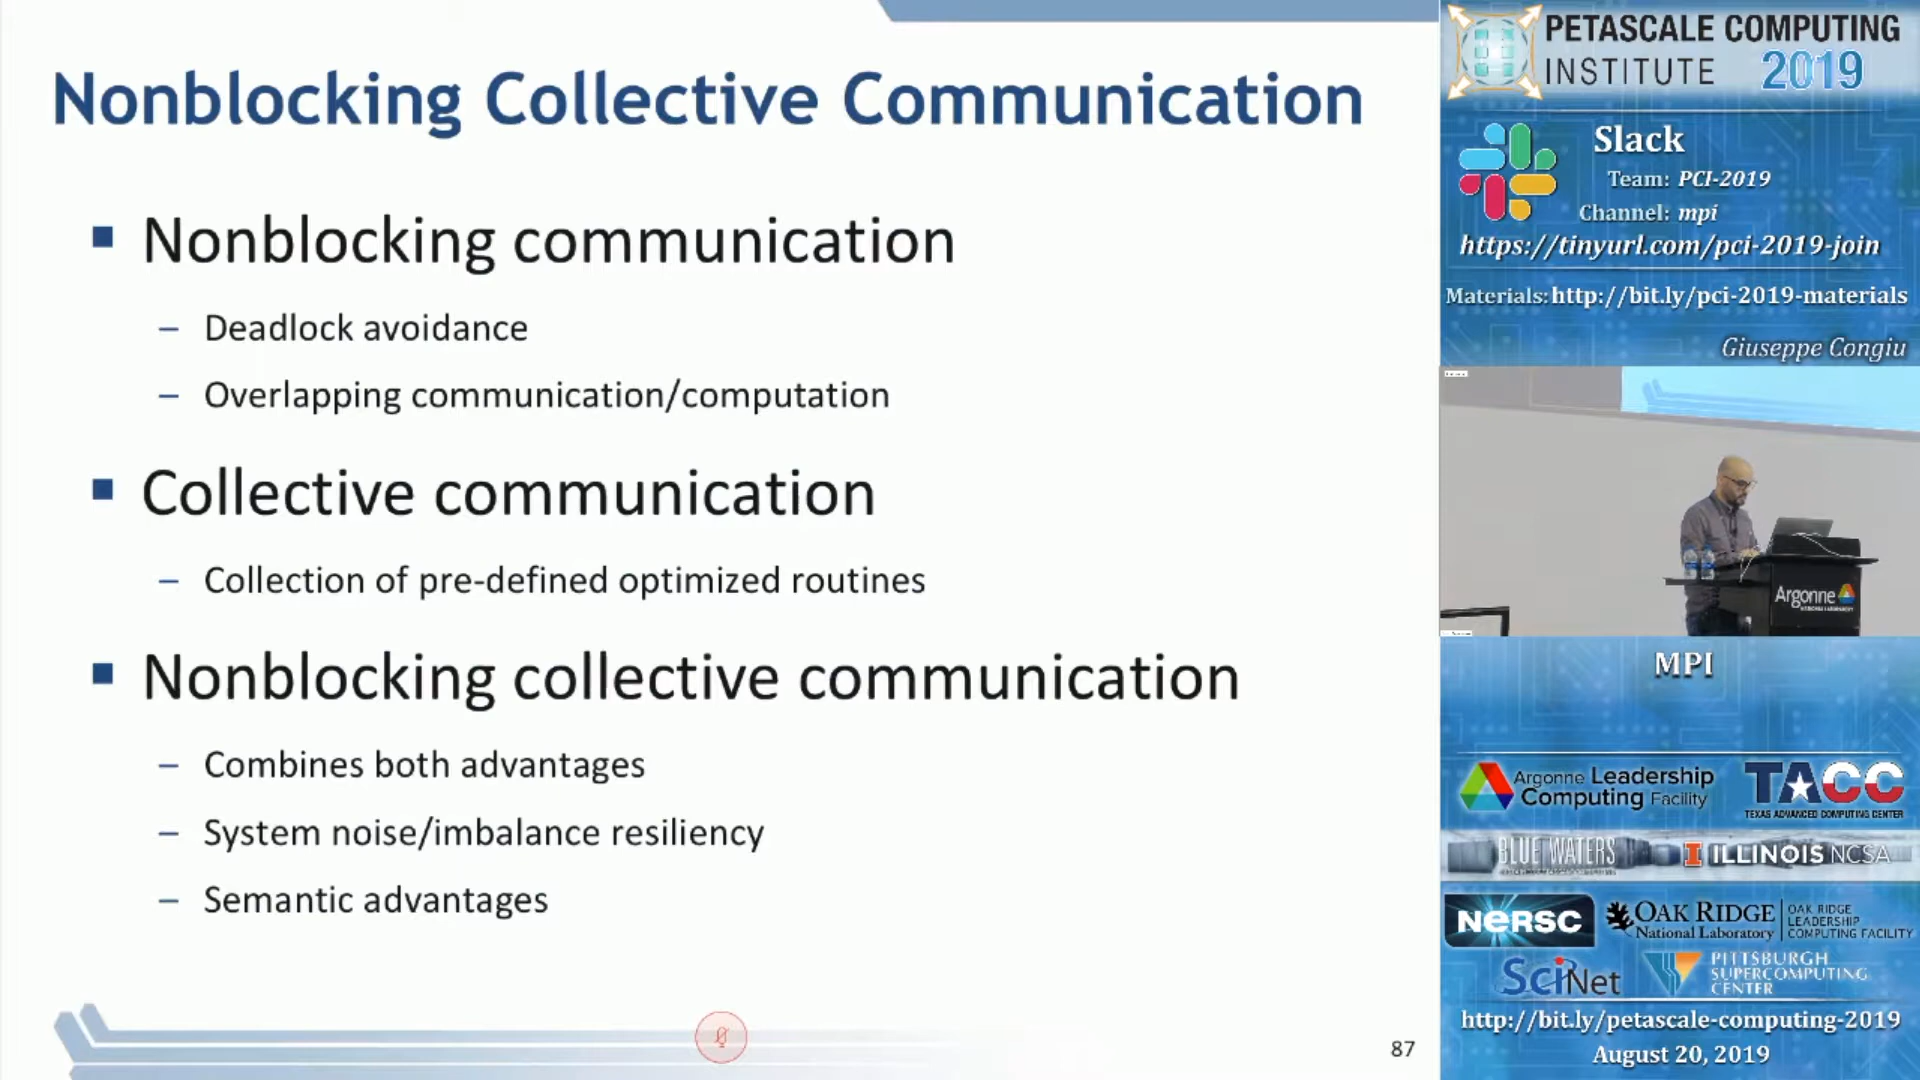 Nonblocking Collective Communication
Nonblocking communication
– Deadlock avoidance
– Overlapping communication/computation
Collective communication
– Collection of pre-defined optimized routines
Nonblocking collective communication
– Combines both advantages
– System noise/imbalance resiliency
– Semantic advantages
87
PETASCALE COMPUTING
INSTITUTE 2019
Slack
Team: PCI-2019
Channel: mpi
https://tinyurl.com/pci-2019-join
Materials: http://bit.ly/pci-2019-materials
Giuseppe Congiu
Argonne
MPI
Argonne Leadership
Computing Facility
TACC
TEXAS ADVANCED COMPUTING CENTER
BLUE WATERS
I ILLINOIS NCSA
NERSC
OAK RIDGE
National Laboratory
OAK RIDGE
LEADERSHIP
COMPUTING FACILITY
SciNet
PITTSBURGH
SUPERCOMPUTING
CENTER
http://bit.ly/petascale-computing-2019
August 20, 2019